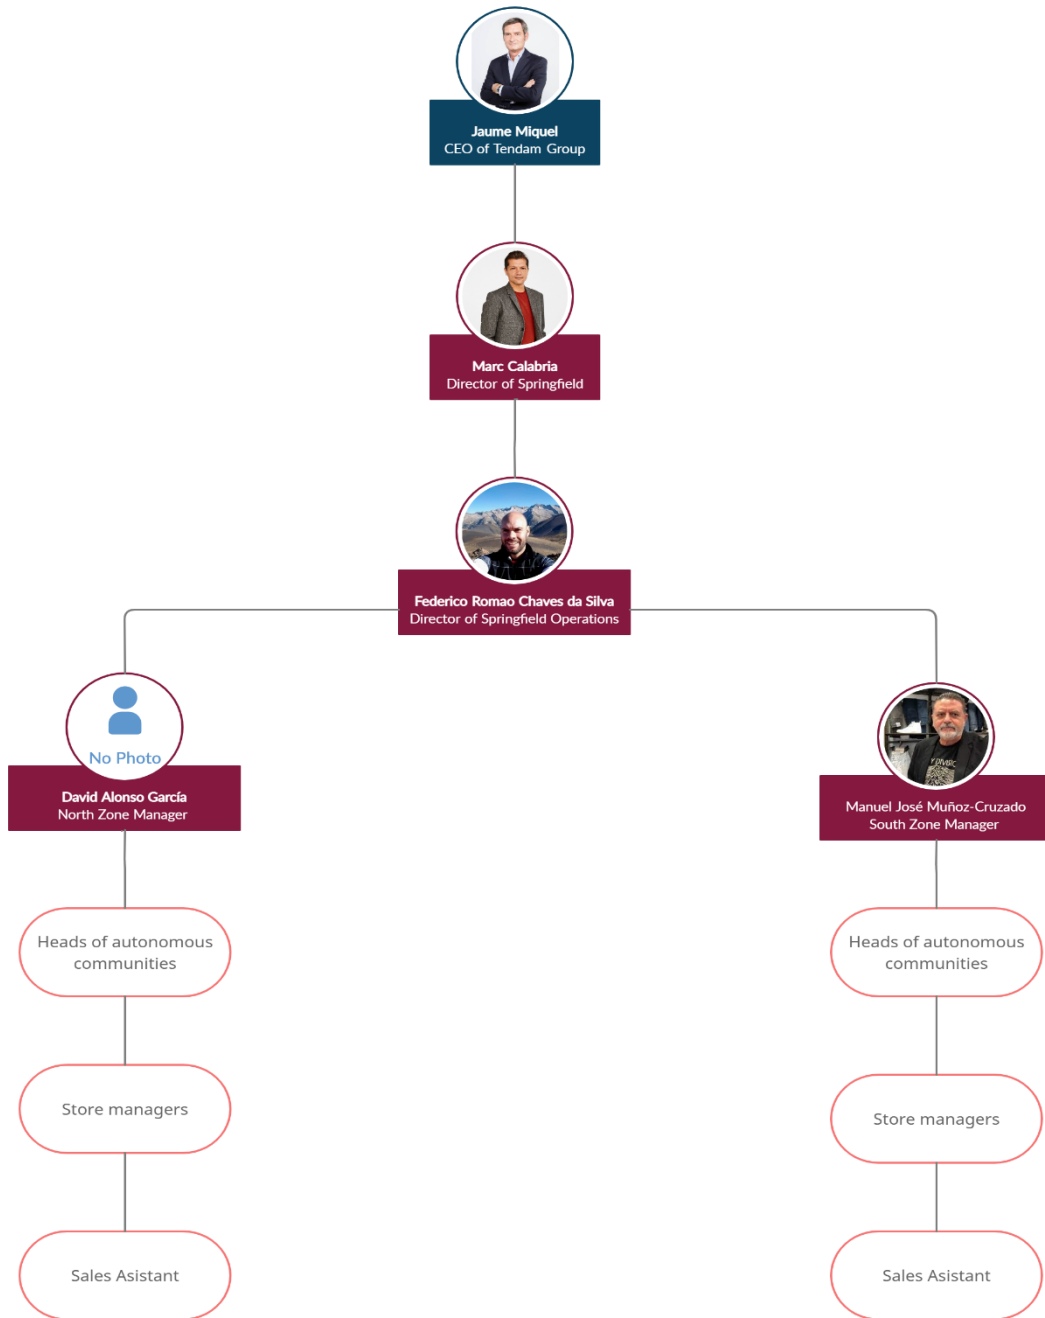 Jaume Miquel
CEO of Tendam Group
Marc Calabria
Director of Springfield
Federico Romao Chaves da Silva
Director of Springfield Operations
No Photo
David Alonso García
North Zone Manager
Manuel José Muñoz-Cruzado
South Zone Manager
Heads of autonomous
communities
Heads of autonomous
communities
Store managers
Store managers
Sales Asistant
Sales Asistant